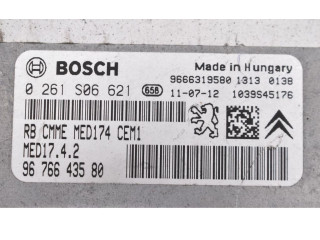 BOSCH
Made in Hungary
9666319580 1313 0138
0 261 S06 621 658 11-07-12 1039S45176
RB CMME MED174 CEM1
MED17.4.2
96 766 435 80